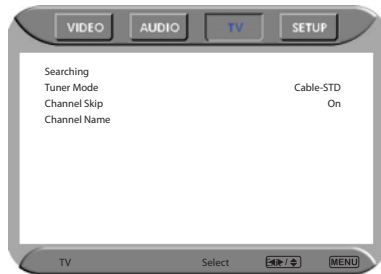 VIDEO AUDIO TV SETUP
Searching
Tuner Mode Cable-STD
Channel Skip On
Channel Name
TV Select / MENU